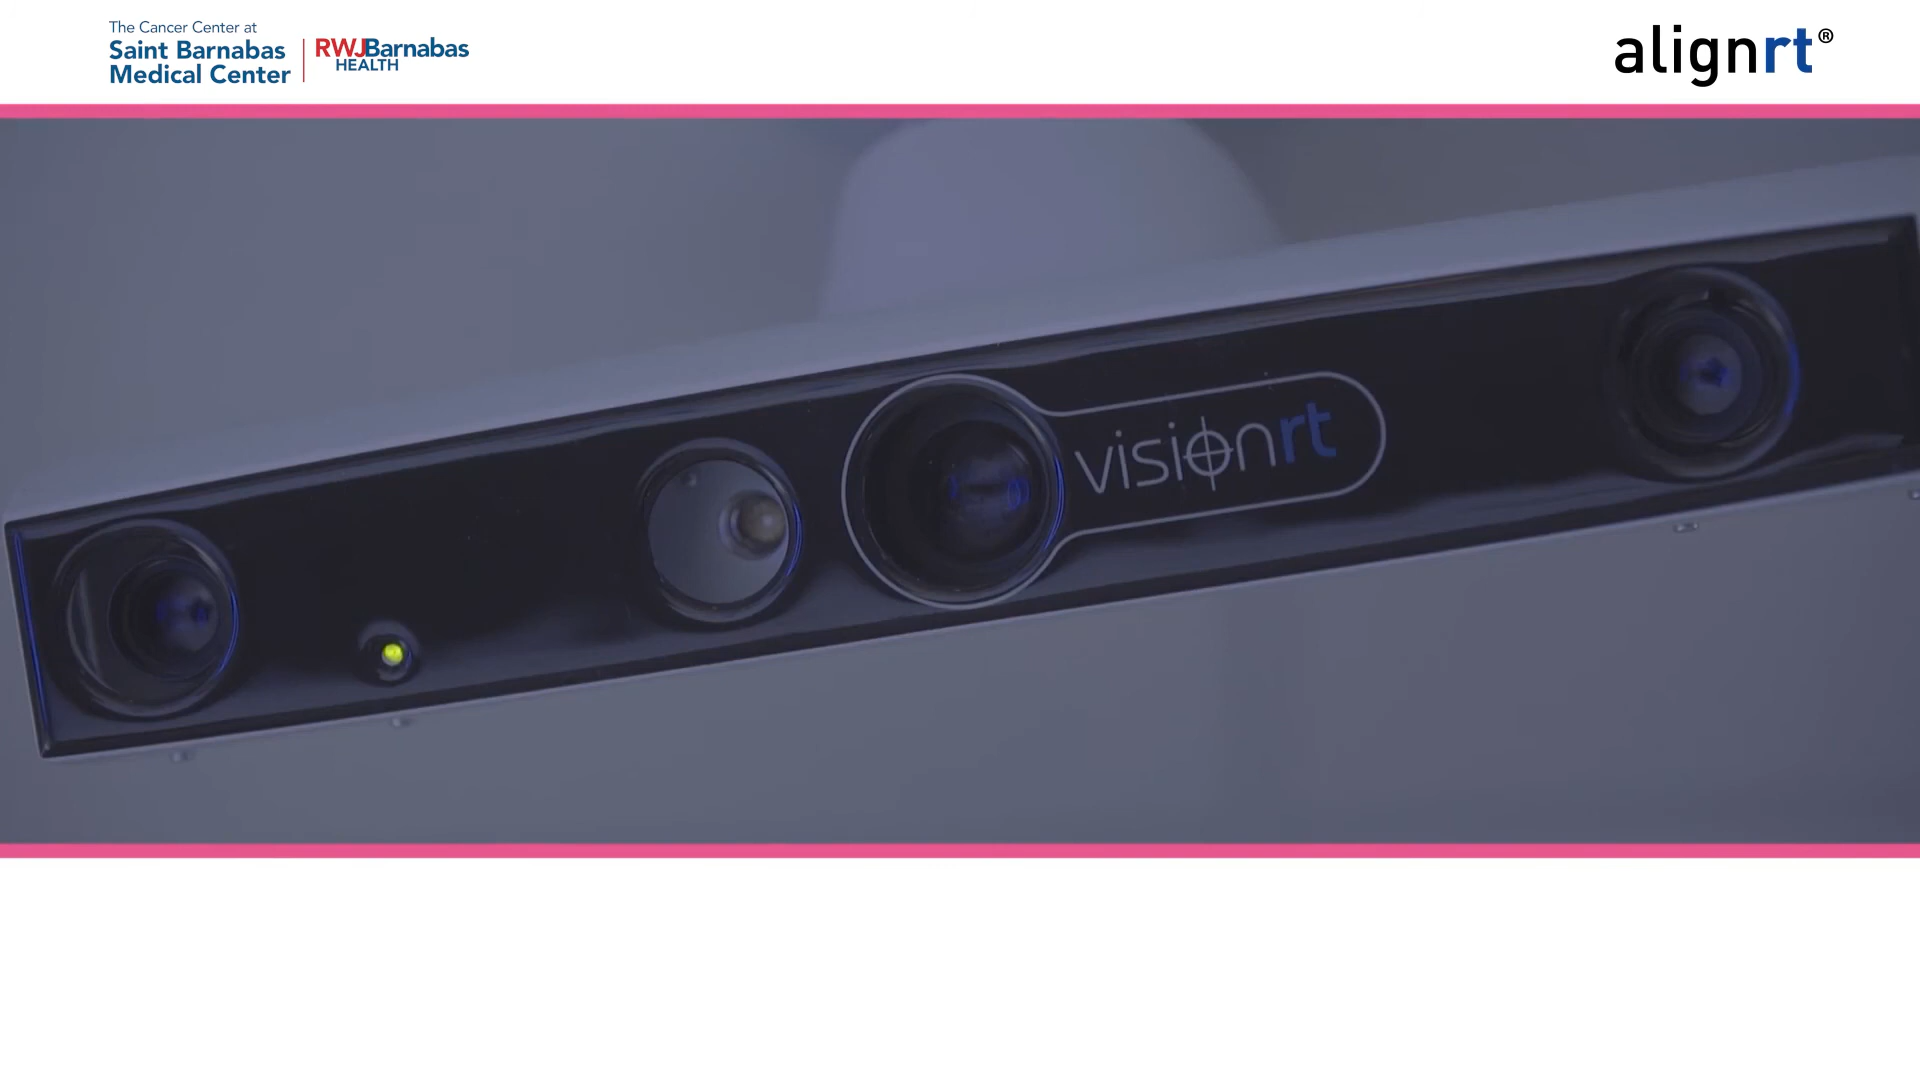 The Cancer Center at
Saint Barnabas
Medical Center
RWJBarnabas
HEALTH
alignrt®
visionrt